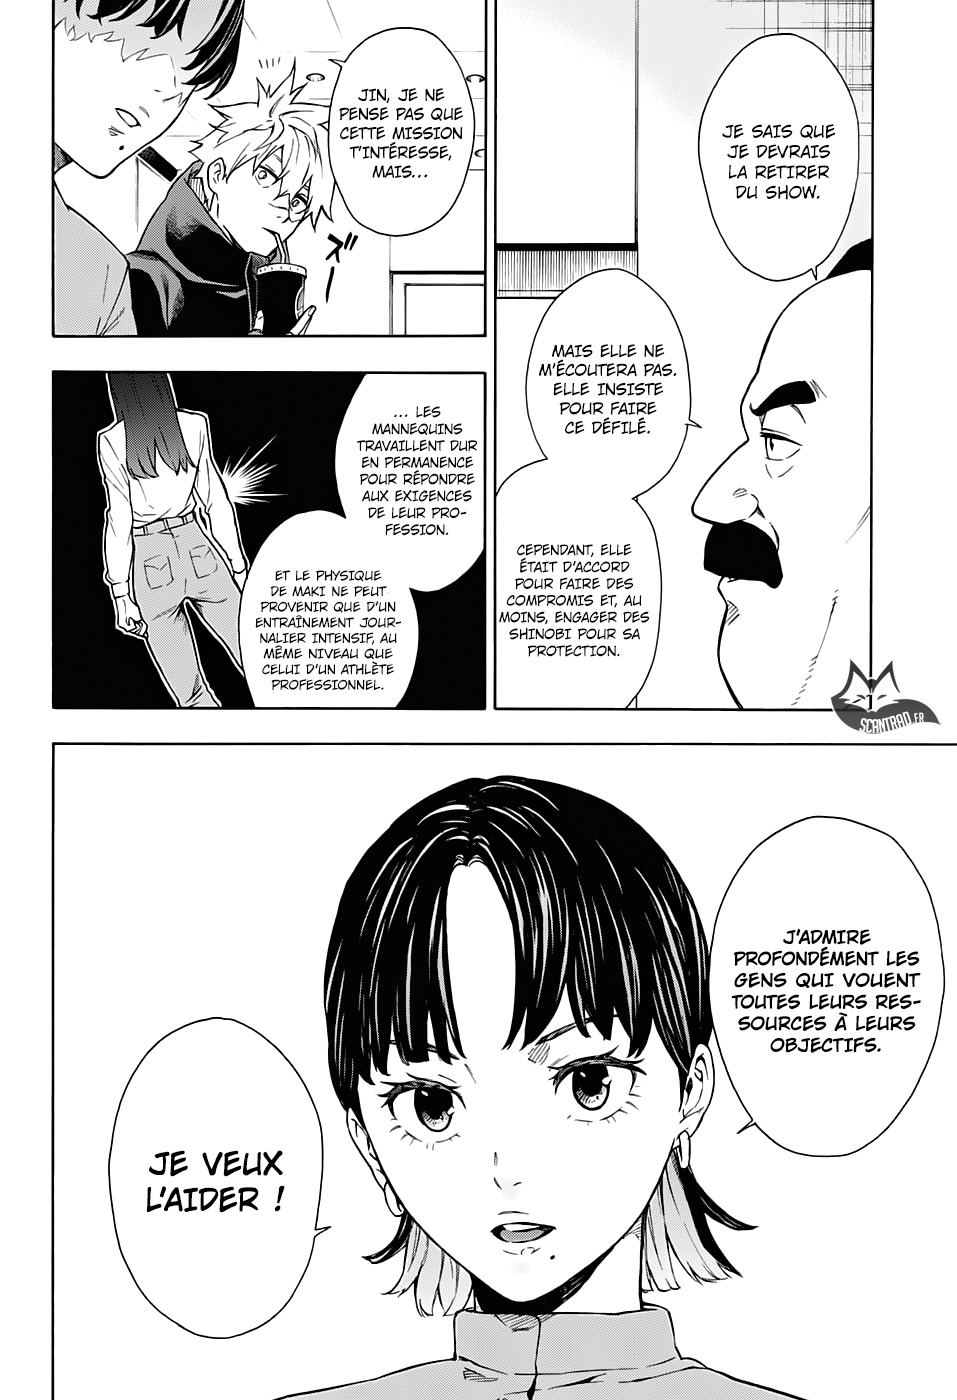 JE SAIS QUE
JE DEVRAIS
LA RETIRER
DU SHOW.
MAIS ELLE NE
M'ÉCOUTERA PAS.
ELLE INSISTE
POUR FAIRE
CE DÉFILÉ.
CEPENDANT, ELLE
ÉTAIT D'ACCORD
POUR FAIRE DES
COMPROMIS ET, AU
MOINS, ENGAGER DES
SHINOBI POUR SA
PROTECTION.
JIN, JE NE
PENSE PAS QUE
CETTE MISSION
T'INTÉRESSE,
MAIS...
ズー
... LES
MANNEQUINS
TRAVAILLENT DUR
EN PERMANENCE
POUR RÉPONDRE
AUX EXIGENCES
DE LEUR PRO-
FESSION.
ET LE PHYSIQUE
DE MAKI NE PEUT
PROVENIR QUE D'UN
ENTRAÎNEMENT JOUR-
NALIER INTENSIF, AU
MÊME NIVEAU QUE
CELUI D'UN ATHLÈTE
PROFESSIONNEL.
SCANTRAD.FR
J'ADMIRE
PROFONDÉMENT LES
GENS QUI VOUENT
TOUTES LEURS RES-
SOURCES À LEURS
OBJECTIFS.
JE VEUX
L'AIDER !